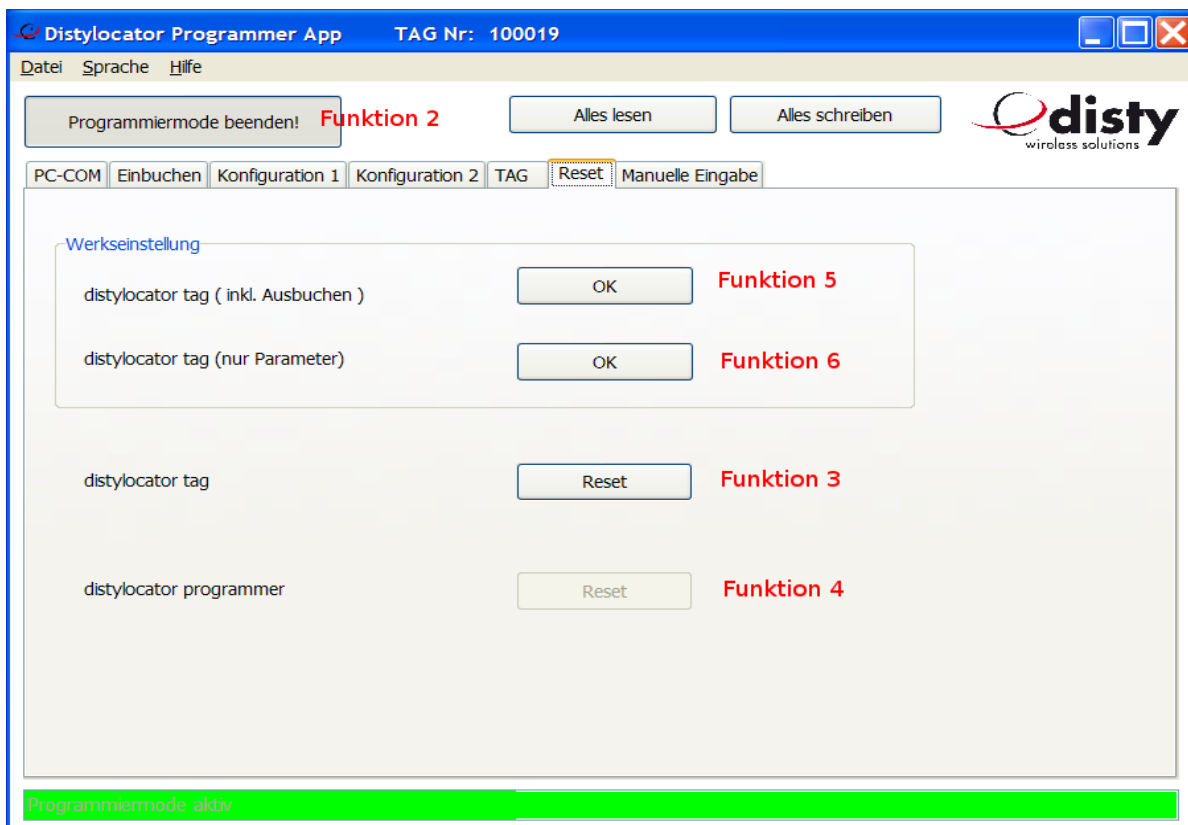 Distylocator Programmer App TAG Nr: 100019
Datei Sprache Hilfe
Programmiermode beenden! Funktion 2 Alles lesen Alles schreiben
disty
wireless solutions
PC-COM Einbuchen Konfiguration 1 Konfiguration 2 TAG Reset Manuelle Eingabe
Werkseinstellung
distylocator tag ( inkl. Ausbuchen ) OK Funktion 5
distylocator tag (nur Parameter) OK Funktion 6
distylocator tag Reset Funktion 3
distylocator programmer Reset Funktion 4
Programmiermode aktiv